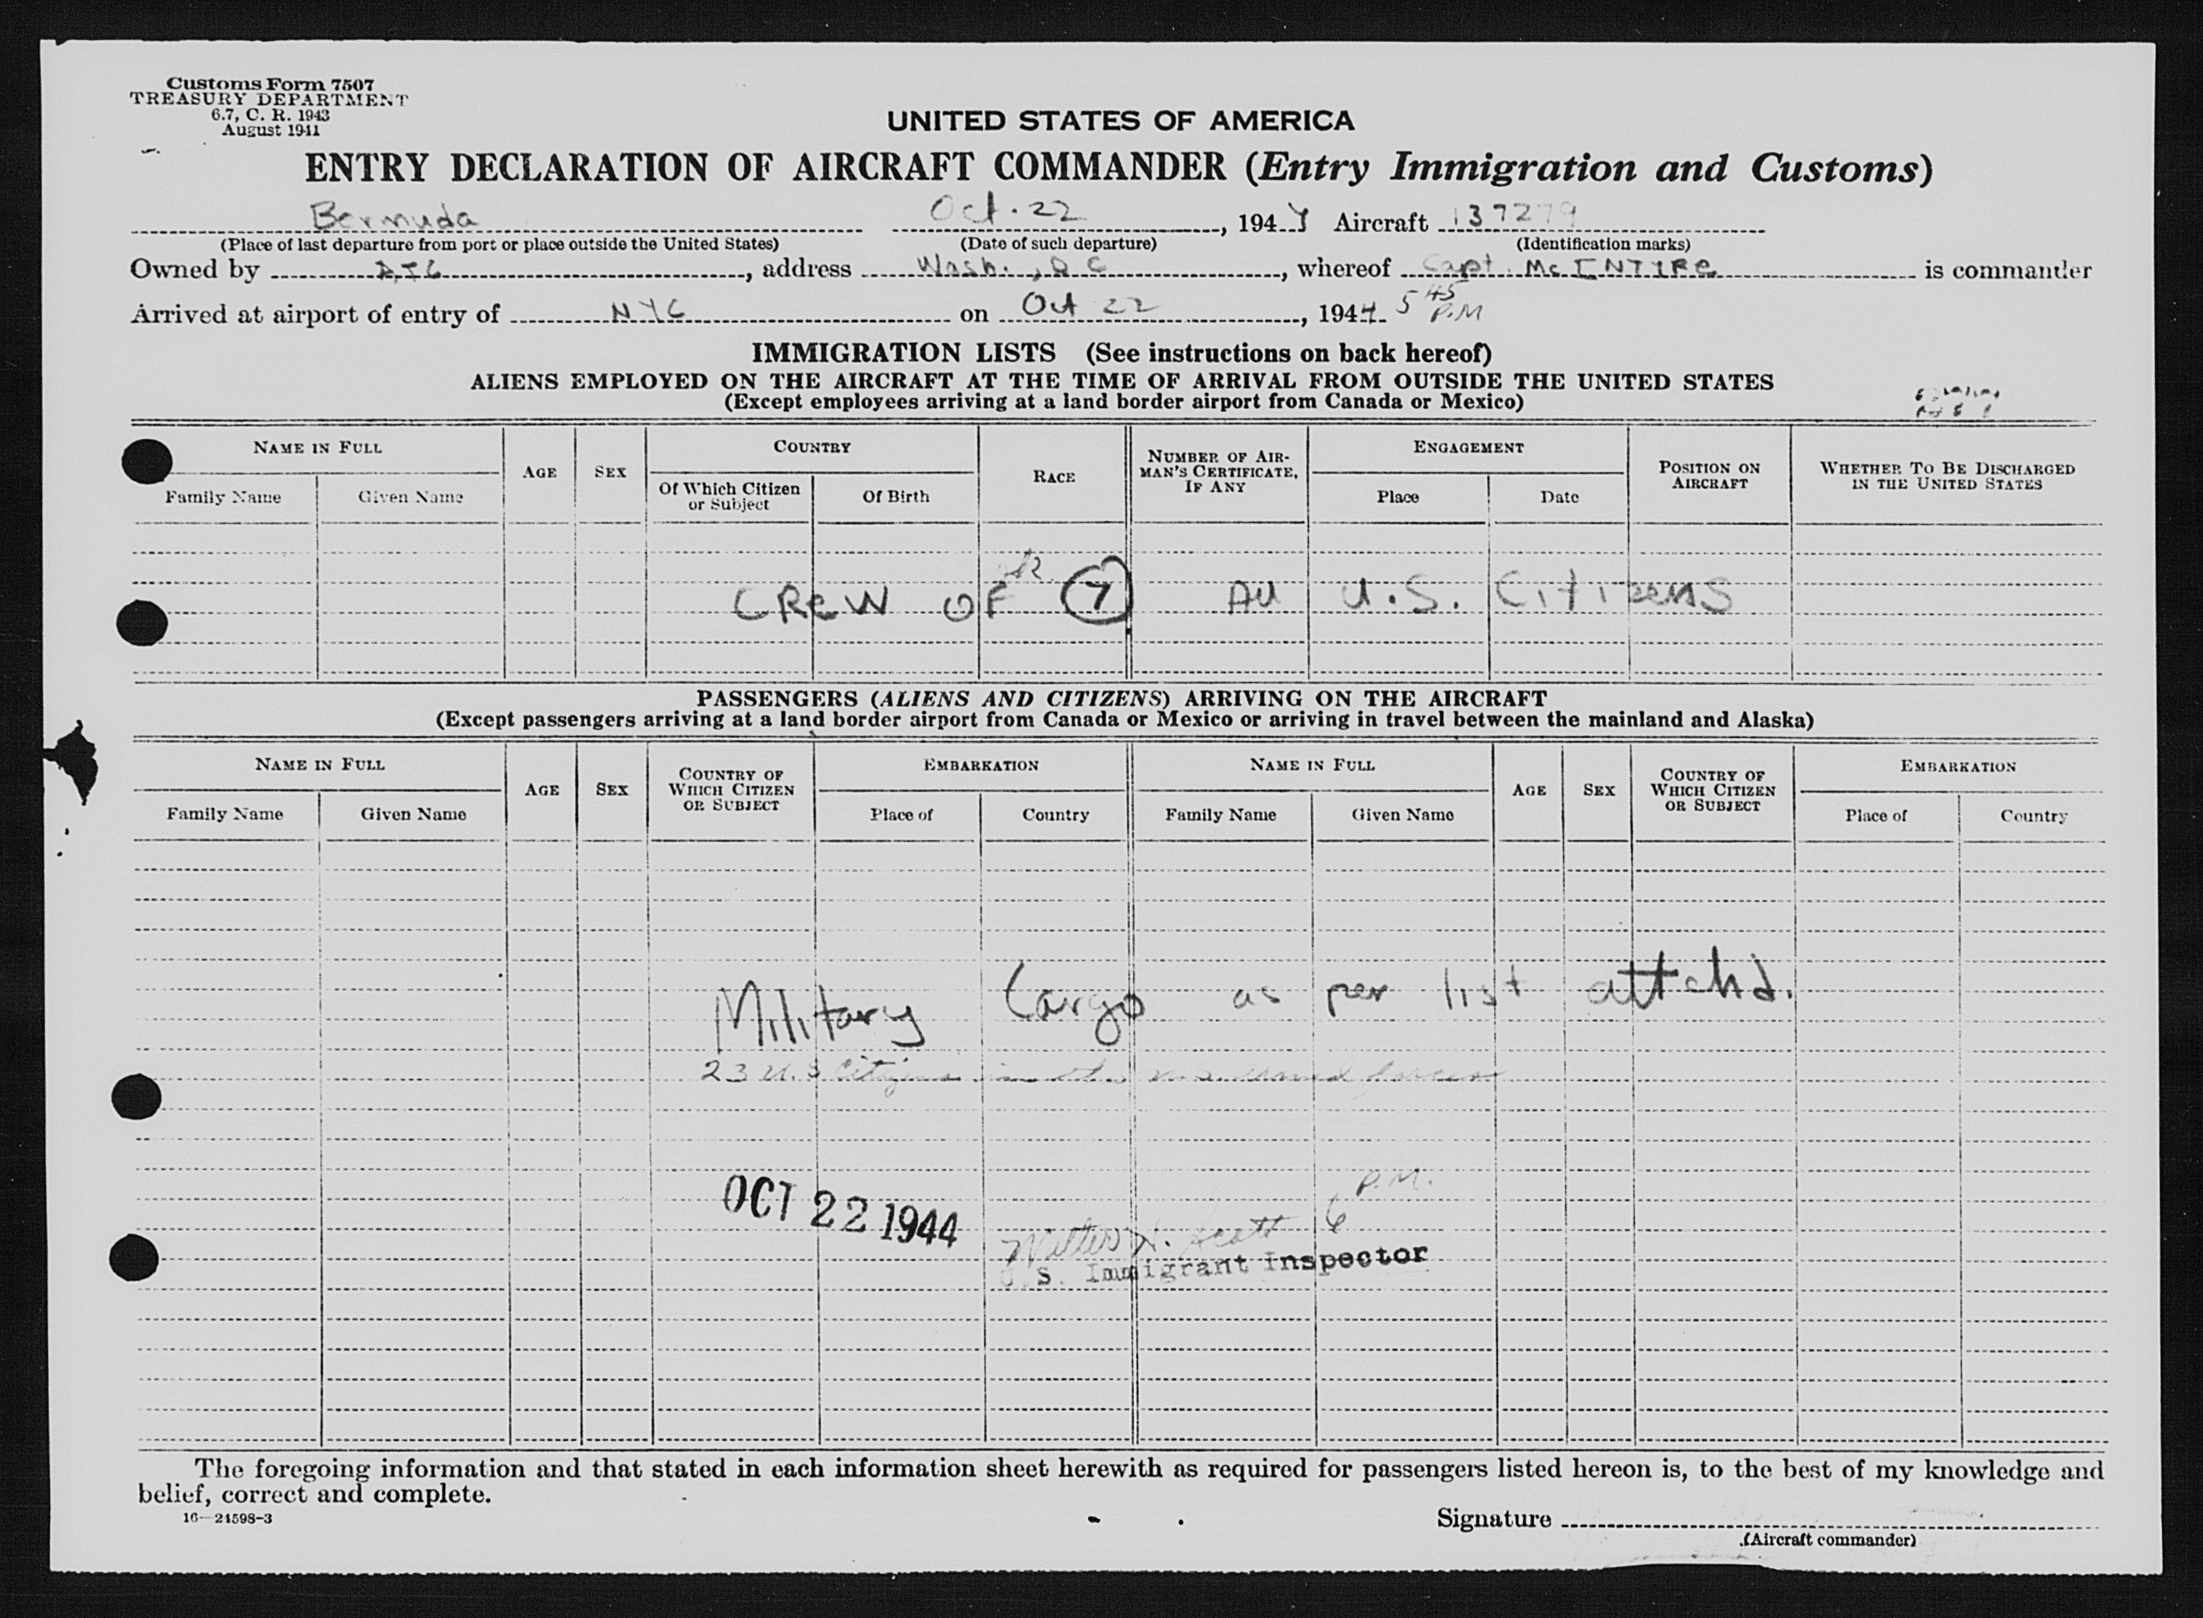 Customs Form 7507
TREASURY DEPARTMENT
6.7, C. R. 1943
August 1941
UNITED STATES OF AMERICA
ENTRY DECLARATION OF AIRCRAFT COMMANDER (Entry Immigration and Customs)
Bermuda Oct. 22, 1944 Aircraft 137279
(Place of last departure from port or place outside the United States) (Date of such departure) (Identification marks)
Owned by , address Wash., D C, whereof Capt. McINTIRE is commander
Arrived at airport of entry of NYC on Oct 22, 1944 5 45 P.M
IMMIGRATION LISTS (See instructions on back hereof)
ALIENS EMPLOYED ON THE AIRCRAFT AT THE TIME OF ARRIVAL FROM OUTSIDE THE UNITED STATES
(Except employees arriving at a land border airport from Canada or Mexico)
NAME IN FULL AGE SEX COUNTRY RACE NUMBER OF AIRMAN'S CERTIFICATE, IF ANY ENGAGEMENT POSITION ON AIRCRAFT WHETHER TO BE DISCHARGED IN THE UNITED STATES
Family Name Given Name Of Which Citizen or Subject Of Birth Place Date
CREW OF 7 All U.S. Citizens
PASSENGERS (ALIENS AND CITIZENS) ARRIVING ON THE AIRCRAFT
(Except passengers arriving at a land border airport from Canada or Mexico or arriving in travel between the mainland and Alaska)
NAME IN FULL AGE SEX COUNTRY OF WHICH CITIZEN OR SUBJECT EMBARKATION NAME IN FULL AGE SEX COUNTRY OF WHICH CITIZEN OR SUBJECT EMBARKATION
Family Name Given Name Place of Country Family Name Given Name Place of Country
Military Cargo as per list attch'd.
23 U.S Citizens in the U.S. Armed forces
OCT 22 1944
Walter H. Scott 6 P.M.
U. S. Immigrant Inspector
The foregoing information and that stated in each information sheet herewith as required for passengers listed hereon is, to the best of my knowledge and
belief, correct and complete.
16—24598-3
Signature
(Aircraft commander)